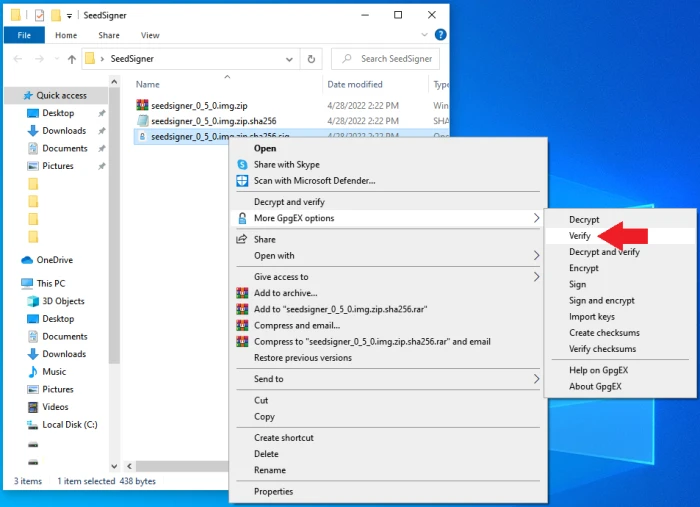 SeedSigner
File Home Share View
SeedSigner
Search SeedSigner
Name Date modified Type
Quick access
Desktop
Downloads
Documents
Pictures
OneDrive
This PC
3D Objects
Desktop
Documents
Downloads
Music
Pictures
Videos
Local Disk (C:)
seedsigner_0_5_0.img.zip 4/28/2022 2:22 PM Win
seedsigner_0_5_0.img.zip.sha256 4/28/2022 2:22 PM SHA
seedsigner_0_5_0.img.zip.sha256.sig
3 items 1 item selected 438 bytes
Open
Share with Skype
Scan with Microsoft Defender...
Decrypt and verify
More GpgEX options
Share
Open with
Give access to
Add to archive...
Add to "seedsigner_0_5_0.img.zip.sha256.rar"
Compress and email...
Compress to "seedsigner_0_5_0.img.zip.sha256.rar" and email
Restore previous versions
Send to
Cut
Copy
Create shortcut
Delete
Rename
Properties
Decrypt
Verify
Decrypt and verify
Encrypt
Sign
Sign and encrypt
Import keys
Create checksums
Verify checksums
Help on GpgEX
About GpgEX